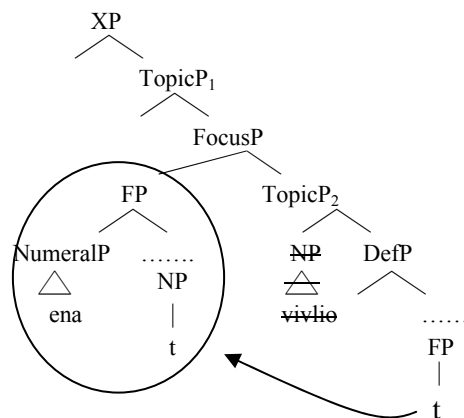 XP
TopicP₁
FocusP
FP TopicP₂
NumeralP ……. NP DefP
NP
ena vivlio ……
t FP
t